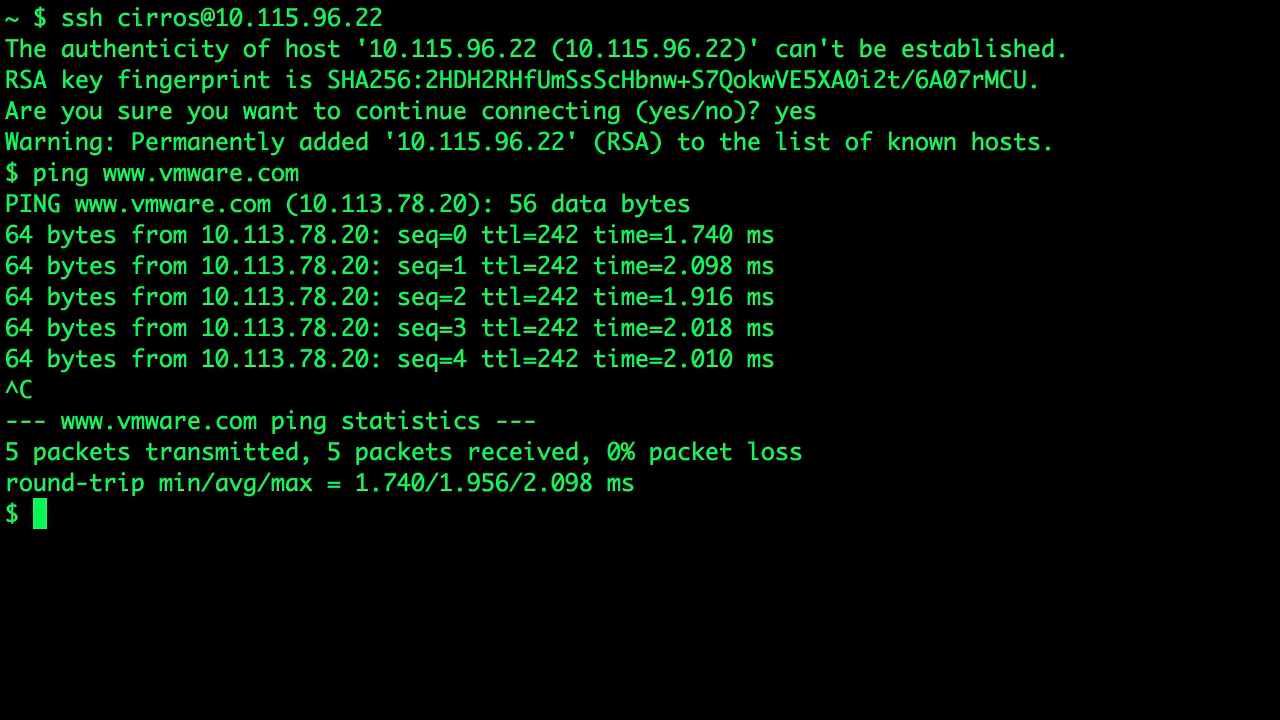 ~ $ ssh cirros@10.115.96.22
The authenticity of host '10.115.96.22 (10.115.96.22)' can't be established.
RSA key fingerprint is SHA256:2HDH2RHfUmSsScHbnw+S7QokwVE5XA0i2t/6A07rMCU.
Are you sure you want to continue connecting (yes/no)? yes
Warning: Permanently added '10.115.96.22' (RSA) to the list of known hosts.
$ ping www.vmware.com
PING www.vmware.com (10.113.78.20): 56 data bytes
64 bytes from 10.113.78.20: seq=0 ttl=242 time=1.740 ms
64 bytes from 10.113.78.20: seq=1 ttl=242 time=2.098 ms
64 bytes from 10.113.78.20: seq=2 ttl=242 time=1.916 ms
64 bytes from 10.113.78.20: seq=3 ttl=242 time=2.018 ms
64 bytes from 10.113.78.20: seq=4 ttl=242 time=2.010 ms
^C
--- www.vmware.com ping statistics ---
5 packets transmitted, 5 packets received, 0% packet loss
round-trip min/avg/max = 1.740/1.956/2.098 ms
$